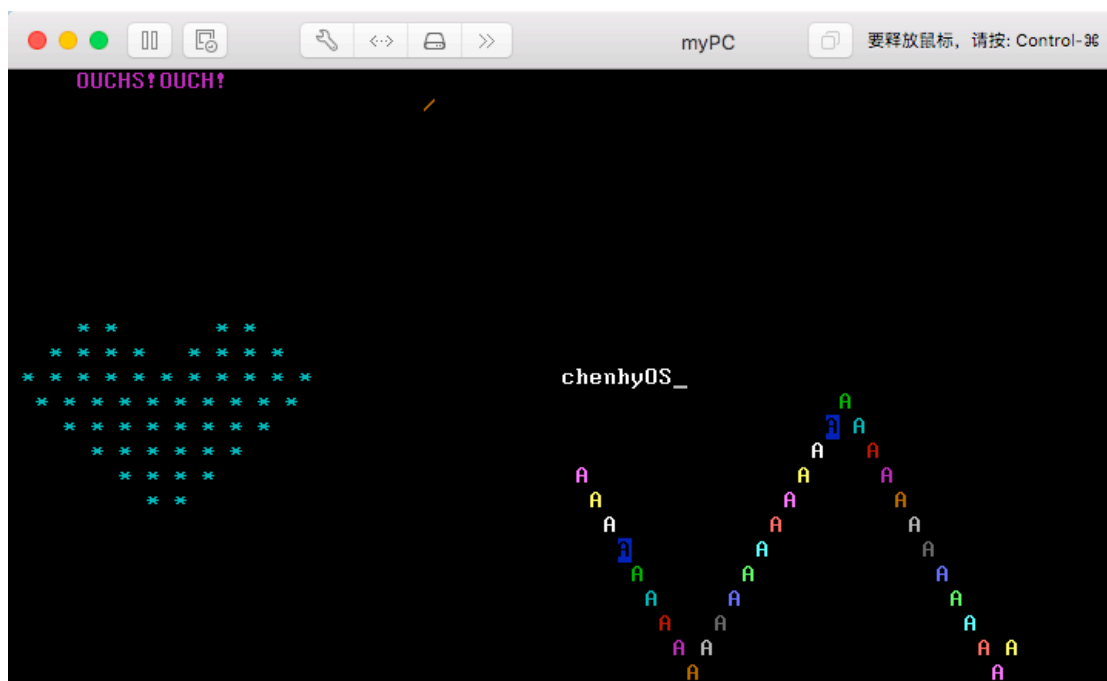 myPC 要释放鼠标，请按: Control-⌘
OUCHS!OUCH!
/
* * * *
* * * * * * * *
* * * * * * * * * * * chenhyOS_
* * * * * * * * * * A
* * * * * * * * A A
* * * * * * A A
* * * * A A A
* * A A A
A A A
A A A
A A A
A A A
A A A
A A A A
A A